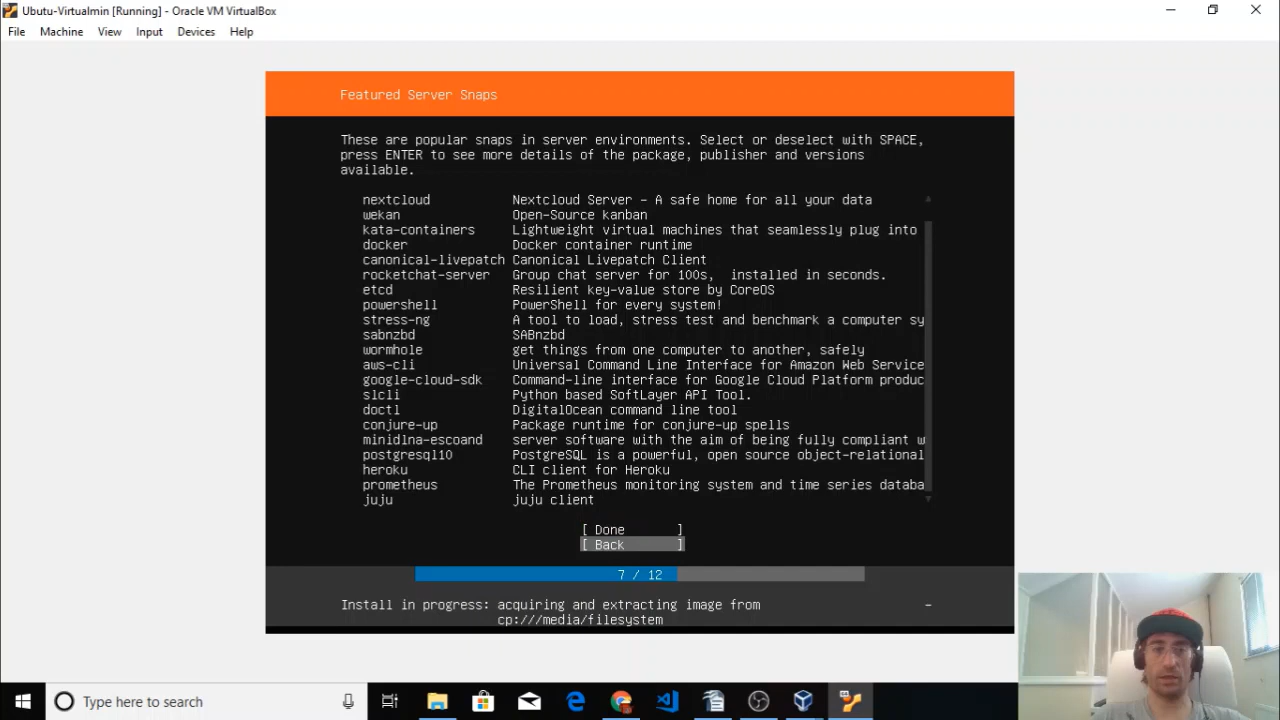 Ubutu-Virtualmin [Running] - Oracle VM VirtualBox
File Machine View Input Devices Help
Featured Server Snaps
These are popular snaps in server environments. Select or deselect with SPACE,
press ENTER to see more details of the package, publisher and versions
available.
nextcloud Nextcloud Server – A safe home for all your data
wekan Open-Source kanban
kata-containers Lightweight virtual machines that seamlessly plug into
docker Docker container runtime
canonical-livepatch Canonical Livepatch Client
rocketchat-server Group chat server for 100s, installed in seconds.
etcd Resilient key-value store by CoreOS
powershell PowerShell for every system!
stress-ng A tool to load, stress test and benchmark a computer sy
sabnzbd SABnzbd
wormhole get things from one computer to another, safely
aws-cli Universal Command Line Interface for Amazon Web Service
google-cloud-sdk Command-line interface for Google Cloud Platform produc
slcli Python based SoftLayer API Tool.
doctl DigitalOcean command line tool
conjure-up Package runtime for conjure-up spells
minidlna-escoand server software with the aim of being fully compliant w
postgresql10 PostgreSQL is a powerful, open source object-relational
heroku CLI client for Heroku
prometheus The Prometheus monitoring system and time series databa
juju juju client
[ Done ]
[ Back ]
7 / 12
Install in progress: acquiring and extracting image from -
cp:///media/filesystem
Type here to search